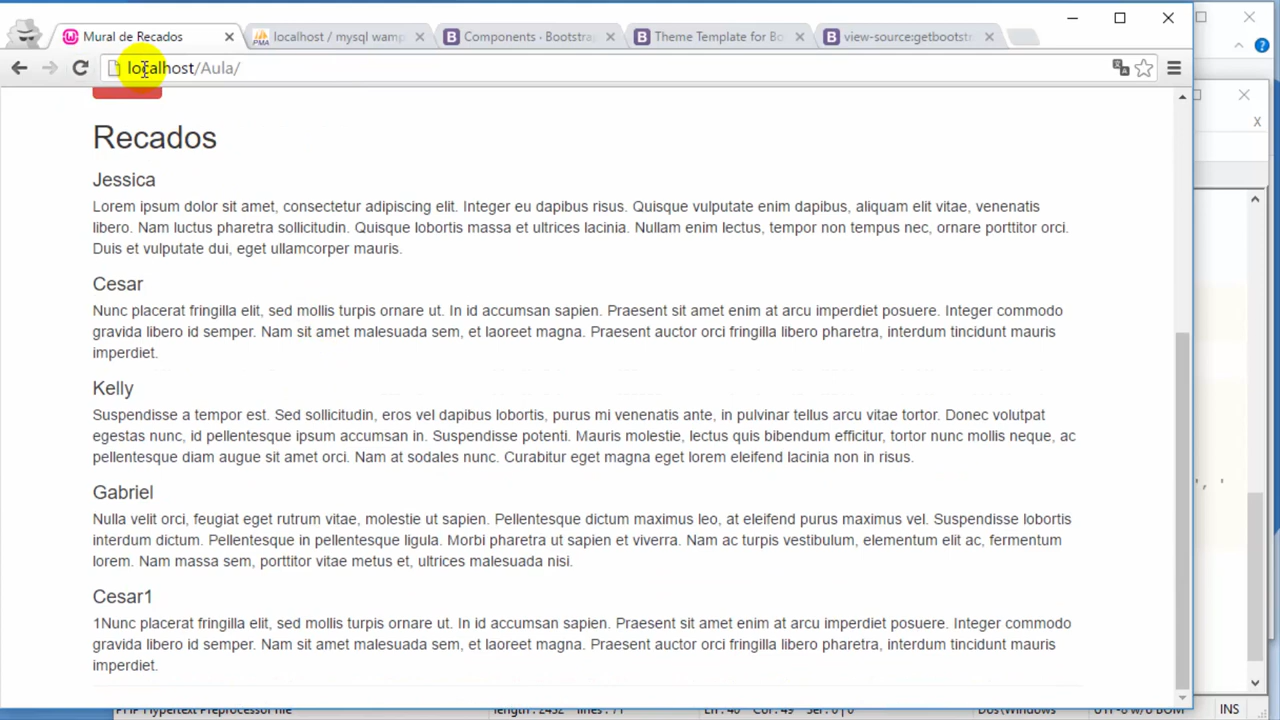 Mural de Recados
localhost / mysql wamp
Components · Bootstrap
Theme Template for Bo
view-source:getbootstr
localhost/Aula/
Recados
Jessica
Lorem ipsum dolor sit amet, consectetur adipiscing elit. Integer eu dapibus risus. Quisque vulputate enim dapibus, aliquam elit vitae, venenatis
libero. Nam luctus pharetra sollicitudin. Quisque lobortis massa et ultrices lacinia. Nullam enim lectus, tempor non tempus nec, ornare porttitor orci.
Duis et vulputate dui, eget ullamcorper mauris.
Cesar
Nunc placerat fringilla elit, sed mollis turpis ornare ut. In id accumsan sapien. Praesent sit amet enim at arcu imperdiet posuere. Integer commodo
gravida libero id semper. Nam sit amet malesuada sem, et laoreet magna. Praesent auctor orci fringilla libero pharetra, interdum tincidunt mauris
imperdiet.
Kelly
Suspendisse a tempor est. Sed sollicitudin, eros vel dapibus lobortis, purus mi venenatis ante, in pulvinar tellus arcu vitae tortor. Donec volutpat
egestas nunc, id pellentesque ipsum accumsan in. Suspendisse potenti. Mauris molestie, lectus quis bibendum efficitur, tortor nunc mollis neque, ac
pellentesque diam augue sit amet orci. Nam at sodales nunc. Curabitur eget magna eget lorem eleifend lacinia non in risus.
Gabriel
Nulla velit orci, feugiat eget rutrum vitae, molestie ut sapien. Pellentesque dictum maximus leo, at eleifend purus maximus vel. Suspendisse lobortis
interdum dictum. Pellentesque in pellentesque ligula. Morbi pharetra ut sapien et viverra. Nam ac turpis vestibulum, elementum elit ac, fermentum
lorem. Nam massa sem, porttitor vitae metus et, ultrices malesuada nisi.
Cesar1
1Nunc placerat fringilla elit, sed mollis turpis ornare ut. In id accumsan sapien. Praesent sit amet enim at arcu imperdiet posuere. Integer commodo
gravida libero id semper. Nam sit amet malesuada sem, et laoreet magna. Praesent auctor orci fringilla libero pharetra, interdum tincidunt mauris
imperdiet.
INS